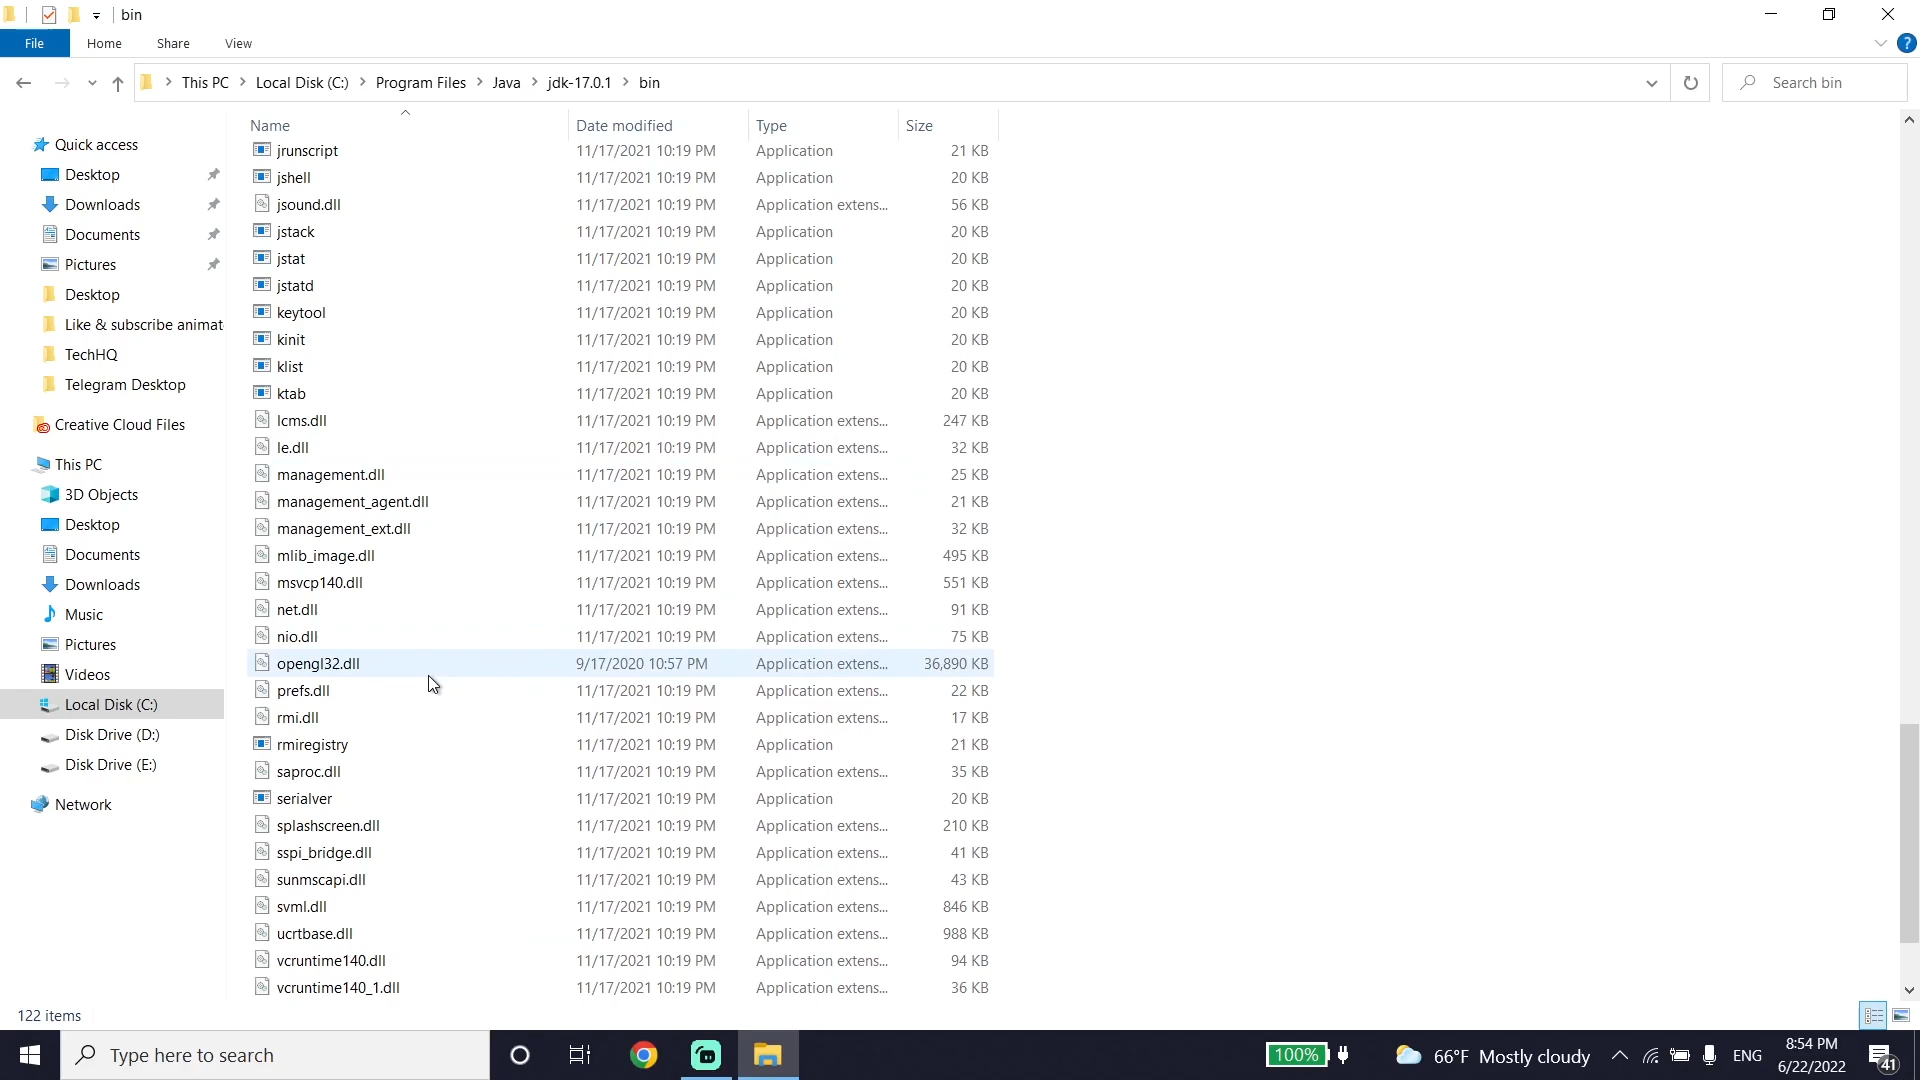 bin
File Home Share View
This PC Local Disk (C:) Program Files Java jdk-17.0.1 bin Search bin
Name Date modified Type Size
Quick access
Desktop
Downloads
Documents
Pictures
Desktop
Like & subscribe animat
TechHQ
Telegram Desktop
Creative Cloud Files
This PC
3D Objects
Desktop
Documents
Downloads
Music
Pictures
Videos
Local Disk (C:)
Disk Drive (D:)
Disk Drive (E:)
Network
jrunscript 11/17/2021 10:19 PM Application 21 KB
jshell 11/17/2021 10:19 PM Application 20 KB
jsound.dll 11/17/2021 10:19 PM Application extens... 56 KB
jstack 11/17/2021 10:19 PM Application 20 KB
jstat 11/17/2021 10:19 PM Application 20 KB
jstatd 11/17/2021 10:19 PM Application 20 KB
keytool 11/17/2021 10:19 PM Application 20 KB
kinit 11/17/2021 10:19 PM Application 20 KB
klist 11/17/2021 10:19 PM Application 20 KB
ktab 11/17/2021 10:19 PM Application 20 KB
lcms.dll 11/17/2021 10:19 PM Application extens... 247 KB
le.dll 11/17/2021 10:19 PM Application extens... 32 KB
management.dll 11/17/2021 10:19 PM Application extens... 25 KB
management_agent.dll 11/17/2021 10:19 PM Application extens... 21 KB
management_ext.dll 11/17/2021 10:19 PM Application extens... 32 KB
mlib_image.dll 11/17/2021 10:19 PM Application extens... 495 KB
msvcp140.dll 11/17/2021 10:19 PM Application extens... 551 KB
net.dll 11/17/2021 10:19 PM Application extens... 91 KB
nio.dll 11/17/2021 10:19 PM Application extens... 75 KB
opengl32.dll 9/17/2020 10:57 PM Application extens... 36,890 KB
prefs.dll 11/17/2021 10:19 PM Application extens... 22 KB
rmi.dll 11/17/2021 10:19 PM Application extens... 17 KB
rmiregistry 11/17/2021 10:19 PM Application 21 KB
saproc.dll 11/17/2021 10:19 PM Application extens... 35 KB
serialver 11/17/2021 10:19 PM Application 20 KB
splashscreen.dll 11/17/2021 10:19 PM Application extens... 210 KB
sspi_bridge.dll 11/17/2021 10:19 PM Application extens... 41 KB
sunmscapi.dll 11/17/2021 10:19 PM Application extens... 43 KB
svml.dll 11/17/2021 10:19 PM Application extens... 846 KB
ucrtbase.dll 11/17/2021 10:19 PM Application extens... 988 KB
vcruntime140.dll 11/17/2021 10:19 PM Application extens... 94 KB
vcruntime140_1.dll 11/17/2021 10:19 PM Application extens... 36 KB
122 items
Type here to search 100% 66°F Mostly cloudy ENG 8:54 PM
6/22/2022 41